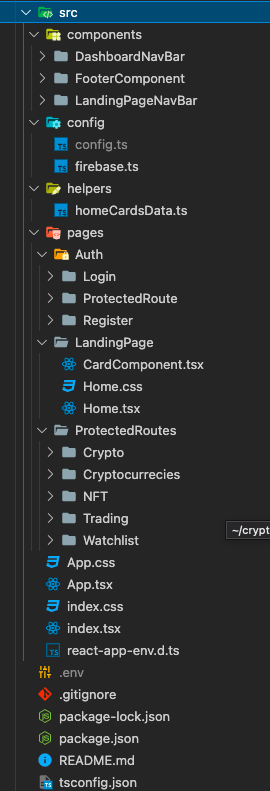 src
components
DashboardNavBar
FooterComponent
LandingPageNavBar
config
TS config.ts
TS firebase.ts
helpers
TS homeCardsData.ts
pages
Auth
Login
ProtectedRoute
Register
LandingPage
CardComponent.tsx
Home.css
Home.tsx
ProtectedRoutes
Crypto
Cryptocurrecies
NFT
Trading
~/crypt
Watchlist
App.css
App.tsx
index.css
index.tsx
TS react-app-env.d.ts
.env
.gitignore
package-lock.json
package.json
README.md
TS tsconfig.json